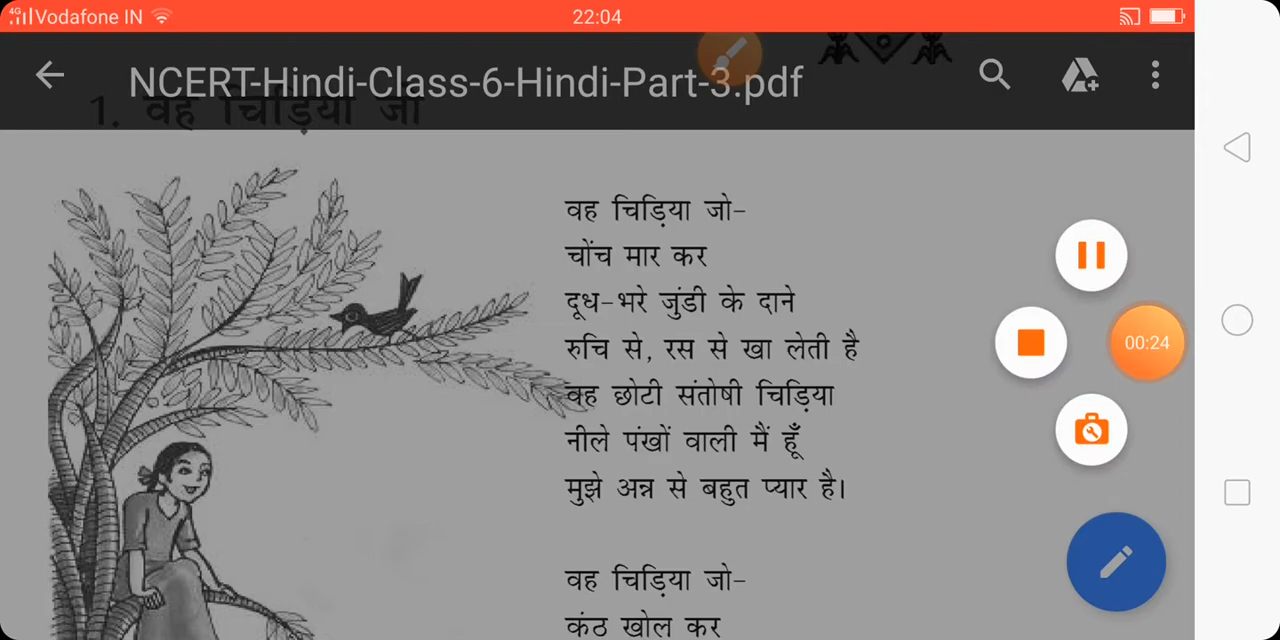 4G Vodafone IN 22:04
NCERT-Hindi-Class-6-Hindi-Part-3.pdf
1. वह चिड़िया जो
वह चिड़िया जो–
चोंच मार कर
दूध-भरे जुंडी के दाने
रुचि से, रस से खा लेती है
वह छोटी संतोषी चिड़िया
नीले पंखों वाली मैं हूँ
मुझे अन्न से बहुत प्यार है।
वह चिड़िया जो–
कंठ खोल कर
00:24